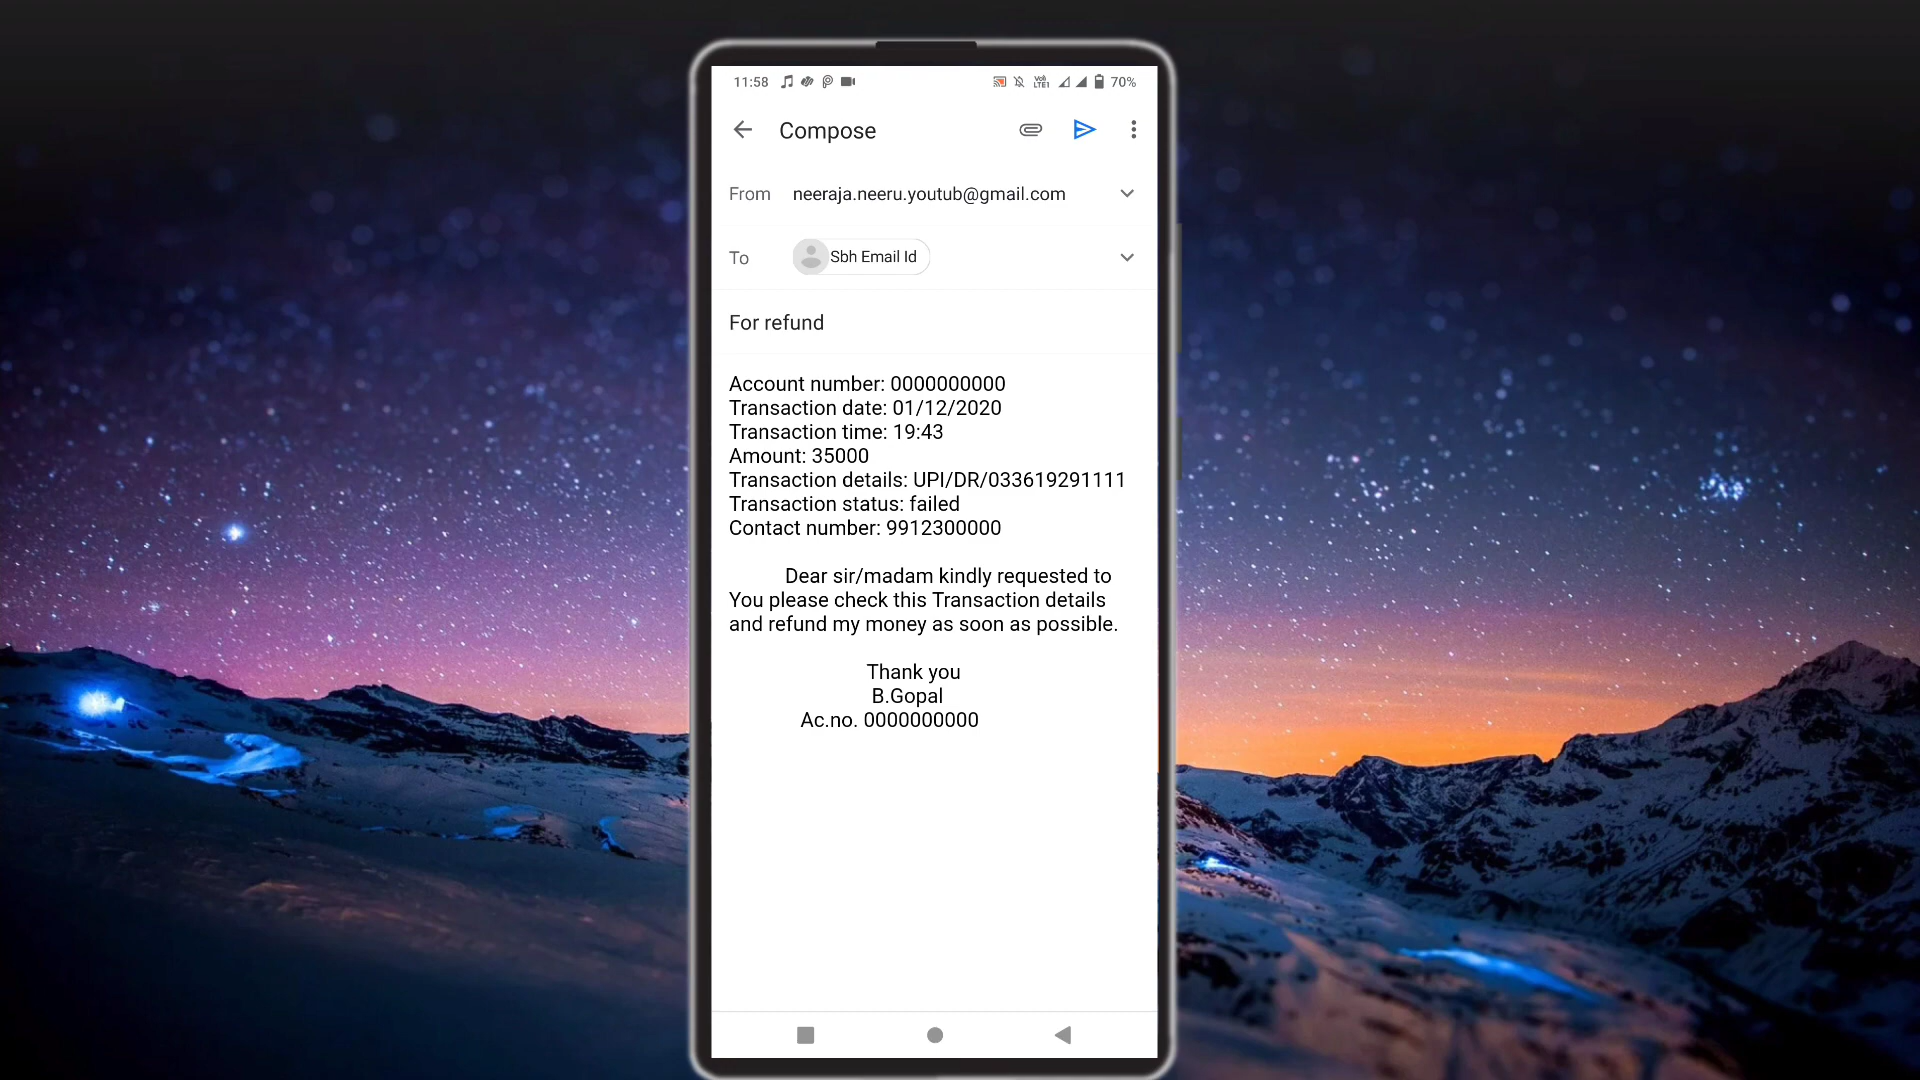 11:58 70%
Compose
From neeraja.neeru.youtub@gmail.com
To Sbh Email Id
For refund
Account number: 0000000000
Transaction date: 01/12/2020
Transaction time: 19:43
Amount: 35000
Transaction details: UPI/DR/033619291111
Transaction status: failed
Contact number: 9912300000
Dear sir/madam kindly requested to
You please check this Transaction details
and refund my money as soon as possible.
Thank you
B.Gopal
Ac.no. 0000000000